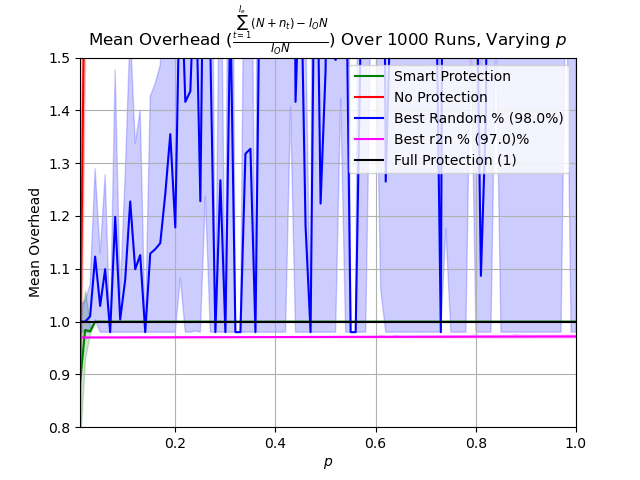 Mean Overhead (\frac{\sum_{t=1}^{l_e}(N+n_t)-l_O N}{l_O N}) Over 1000 Runs, Varying p
1.5
1.4
1.3
1.2
1.1
1.0
0.9
0.8
Mean Overhead
Smart Protection
No Protection
Best Random % (98.0%)
Best r2n % (97.0)%
Full Protection (1)
0.2 0.4 0.6 0.8 1.0
p